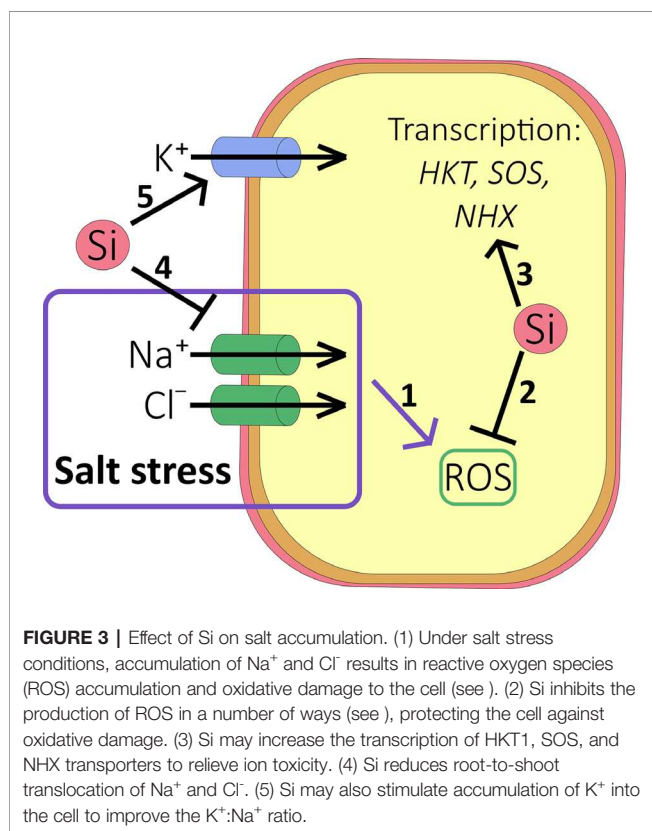 Transcription:
HKT, SOS,
NHX
K⁺
5
Si
4
3
Si
Na⁺
1
2
Cl⁻
Salt stress
ROS
FIGURE 3 | Effect of Si on salt accumulation. (1) Under salt stress
conditions, accumulation of Na⁺ and Cl⁻ results in reactive oxygen species
(ROS) accumulation and oxidative damage to the cell (see ). (2) Si inhibits the
production of ROS in a number of ways (see ), protecting the cell against
oxidative damage. (3) Si may increase the transcription of HKT1, SOS, and
NHX transporters to relieve ion toxicity. (4) Si reduces root-to-shoot
translocation of Na⁺ and Cl⁻. (5) Si may also stimulate accumulation of K⁺ into
the cell to improve the K⁺:Na⁺ ratio.